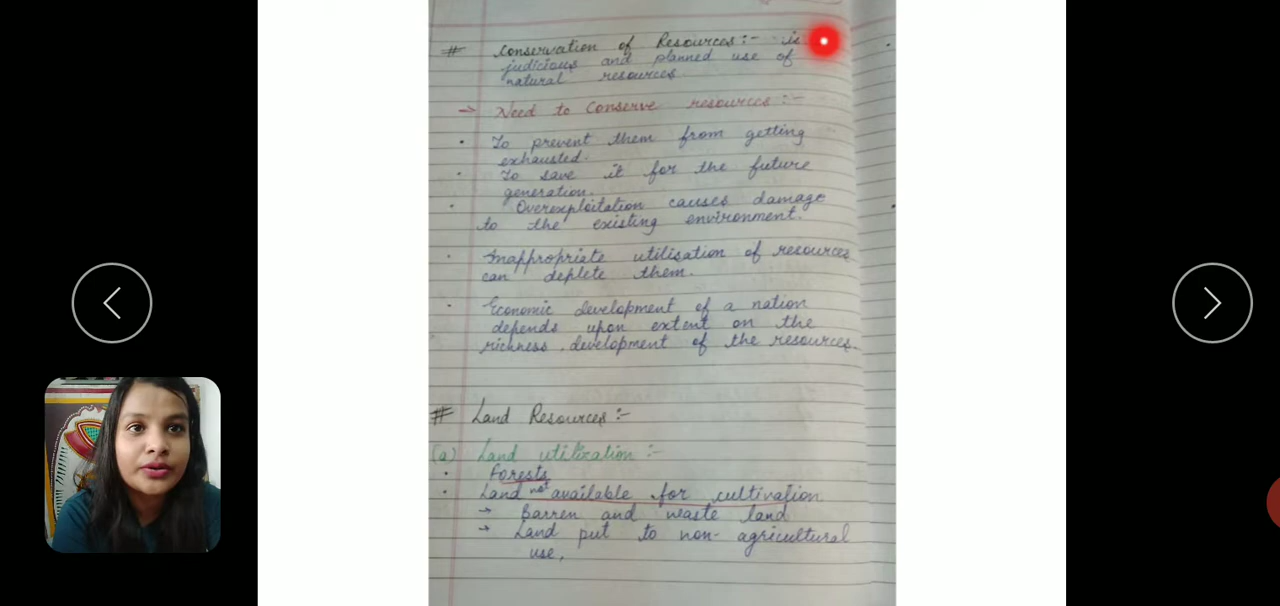 # Conservation of Resources :- is
judicious and planned use of
natural resources.
→ Need to Conserve resources :-
• To prevent them from getting
exhausted.
• To save it for the future
generation.
• Overexploitation causes damage
to the existing environment.
• Inappropriate utilisation of resources
can deplete them.
• Economic development of a nation
depends upon extent on the
richness, development of the resources.
# Land Resources :-
(a) Land utilization :-
• Forests
• Land not available for cultivation
→ Barren and waste land
→ Land put to non-agricultural
use,